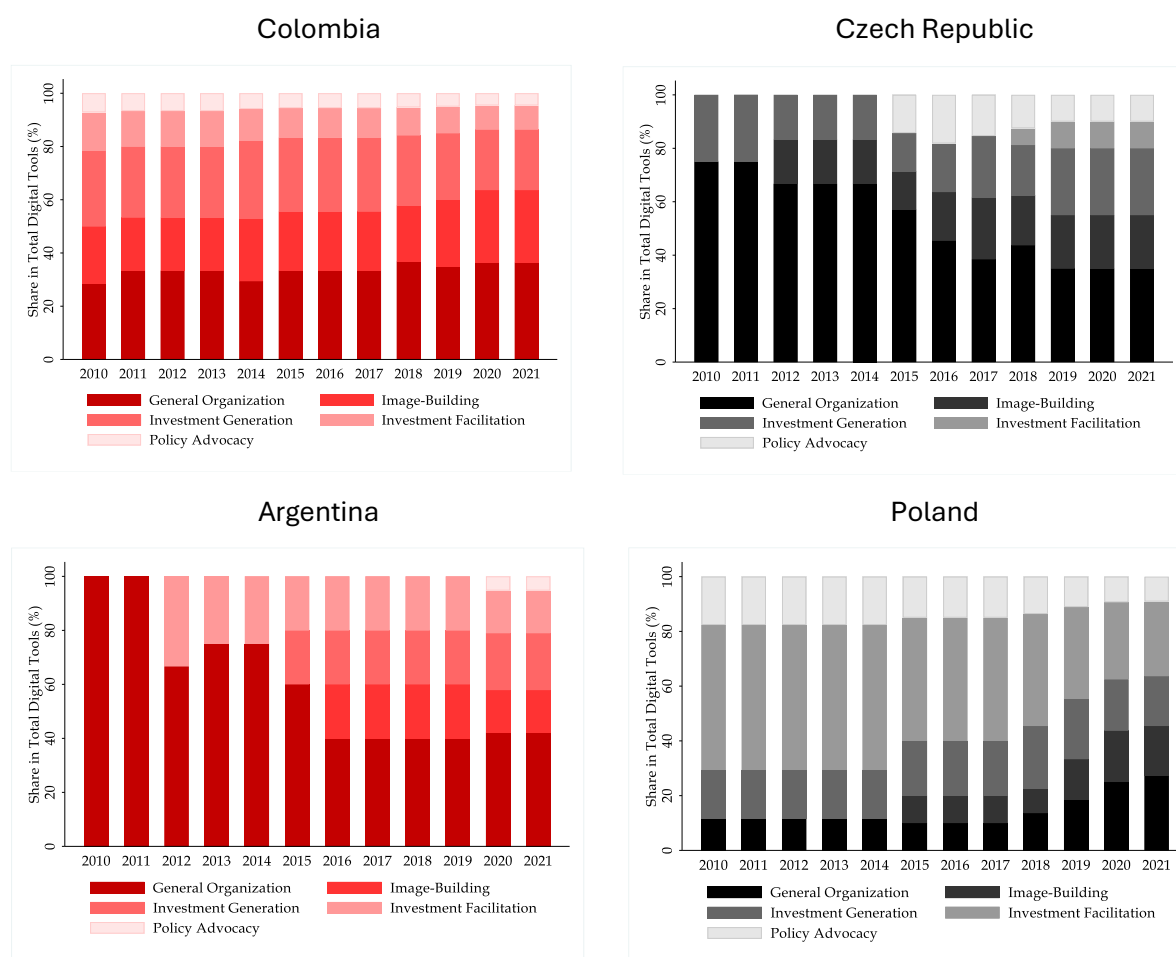 Colombia
Share in Total Digital Tools (%)
100
80
60
40
20
0
2010 2011 2012 2013 2014 2015 2016 2017 2018 2019 2020 2021
General Organization Image-Building
Investment Generation Investment Facilitation
Policy Advocacy
Czech Republic
Share in Total Digital Tools (%)
100
80
60
40
20
0
2010 2011 2012 2013 2014 2015 2016 2017 2018 2019 2020 2021
General Organization Image-Building
Investment Generation Investment Facilitation
Policy Advocacy
Argentina
Share in Total Digital Tools (%)
100
80
60
40
20
0
2010 2011 2012 2013 2014 2015 2016 2017 2018 2019 2020 2021
General Organization Image-Building
Investment Generation Investment Facilitation
Policy Advocacy
Poland
Share in Total Digital Tools (%)
100
80
60
40
20
0
2010 2011 2012 2013 2014 2015 2016 2017 2018 2019 2020 2021
General Organization Image-Building
Investment Generation Investment Facilitation
Policy Advocacy